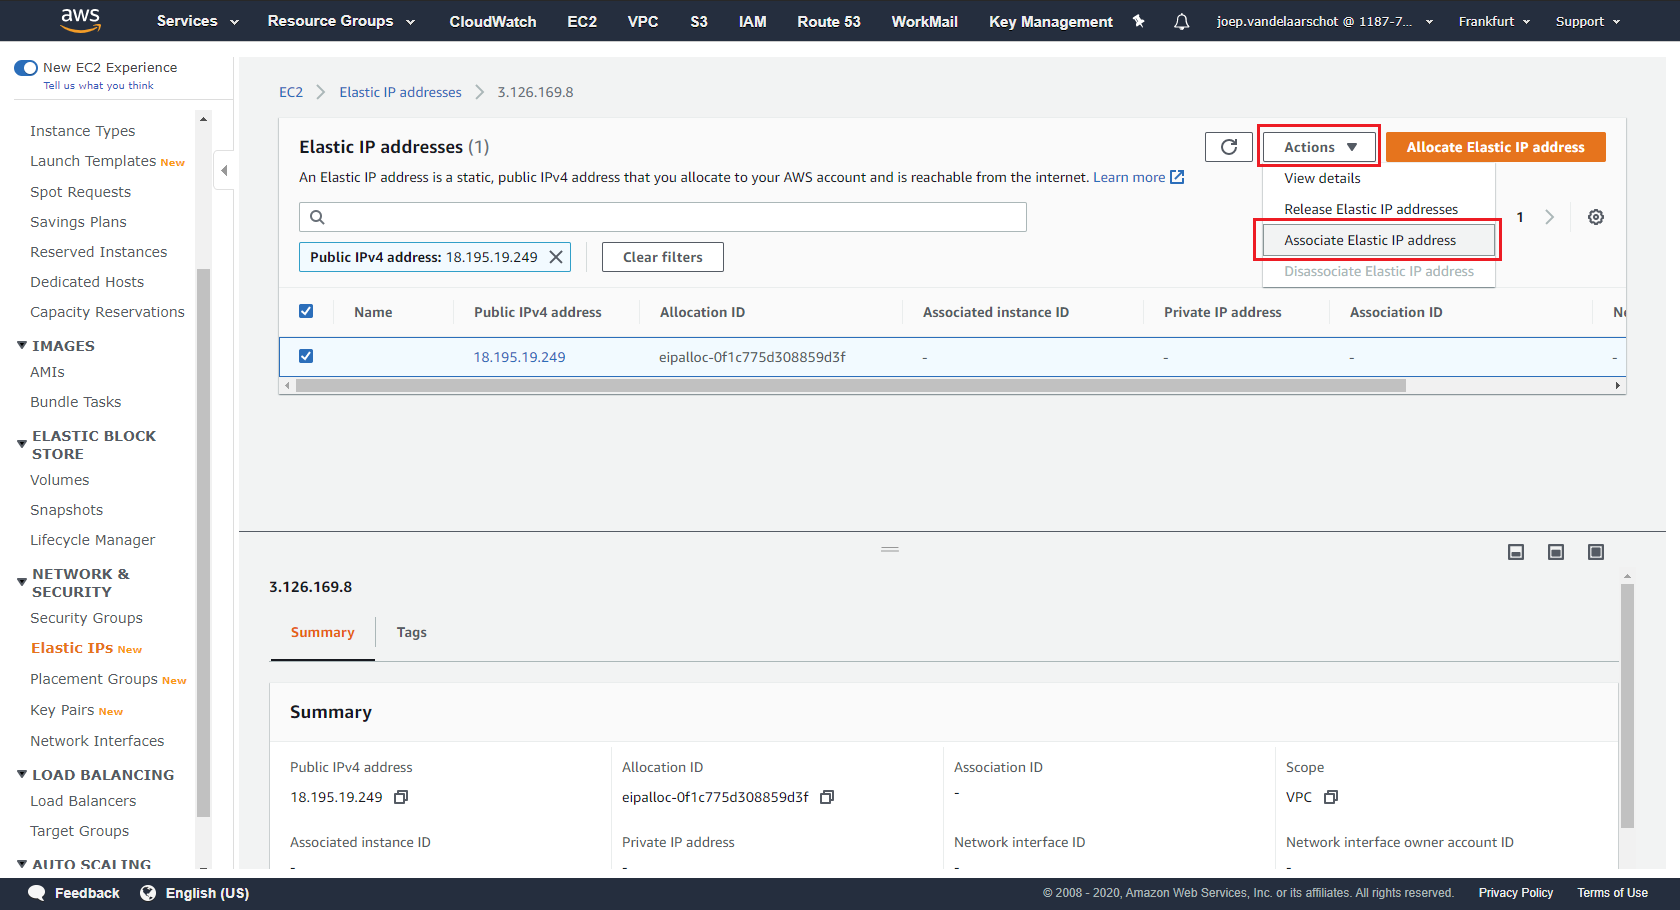 aws Services Resource Groups CloudWatch EC2 VPC S3 IAM Route 53 WorkMail Key Management joep.vandelaarschot @ 1187-7... Frankfurt Support
New EC2 Experience
Tell us what you think
Instance Types
Launch Templates New
Spot Requests
Savings Plans
Reserved Instances
Dedicated Hosts
Capacity Reservations
IMAGES
AMIs
Bundle Tasks
ELASTIC BLOCK
STORE
Volumes
Snapshots
Lifecycle Manager
NETWORK &
SECURITY
Security Groups
Elastic IPs New
Placement Groups New
Key Pairs New
Network Interfaces
LOAD BALANCING
Load Balancers
Target Groups
AUTO SCALING
EC2 Elastic IP addresses 3.126.169.8
Elastic IP addresses (1)
Actions
Allocate Elastic IP address
An Elastic IP address is a static, public IPv4 address that you allocate to your AWS account and is reachable from the internet. Learn more
View details
Release Elastic IP addresses
Associate Elastic IP address
Disassociate Elastic IP address
1
Public IPv4 address: 18.195.19.249
Clear filters
Name Public IPv4 address Allocation ID Associated instance ID Private IP address Association ID
18.195.19.249 eipalloc-0f1c775d308859d3f - - - -
3.126.169.8
Summary Tags
Summary
Public IPv4 address Allocation ID Association ID Scope
18.195.19.249 eipalloc-0f1c775d308859d3f - VPC
Associated instance ID Private IP address Network interface ID Network interface owner account ID
- - - -
Feedback English (US) © 2008 - 2020, Amazon Web Services, Inc. or its affiliates. All rights reserved. Privacy Policy Terms of Use